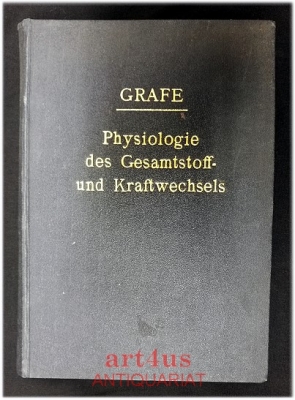 GRAFE
Physiologie
des Gesamtstoff-
und Kraftwechsels
art4us
ANTIQUARIAT